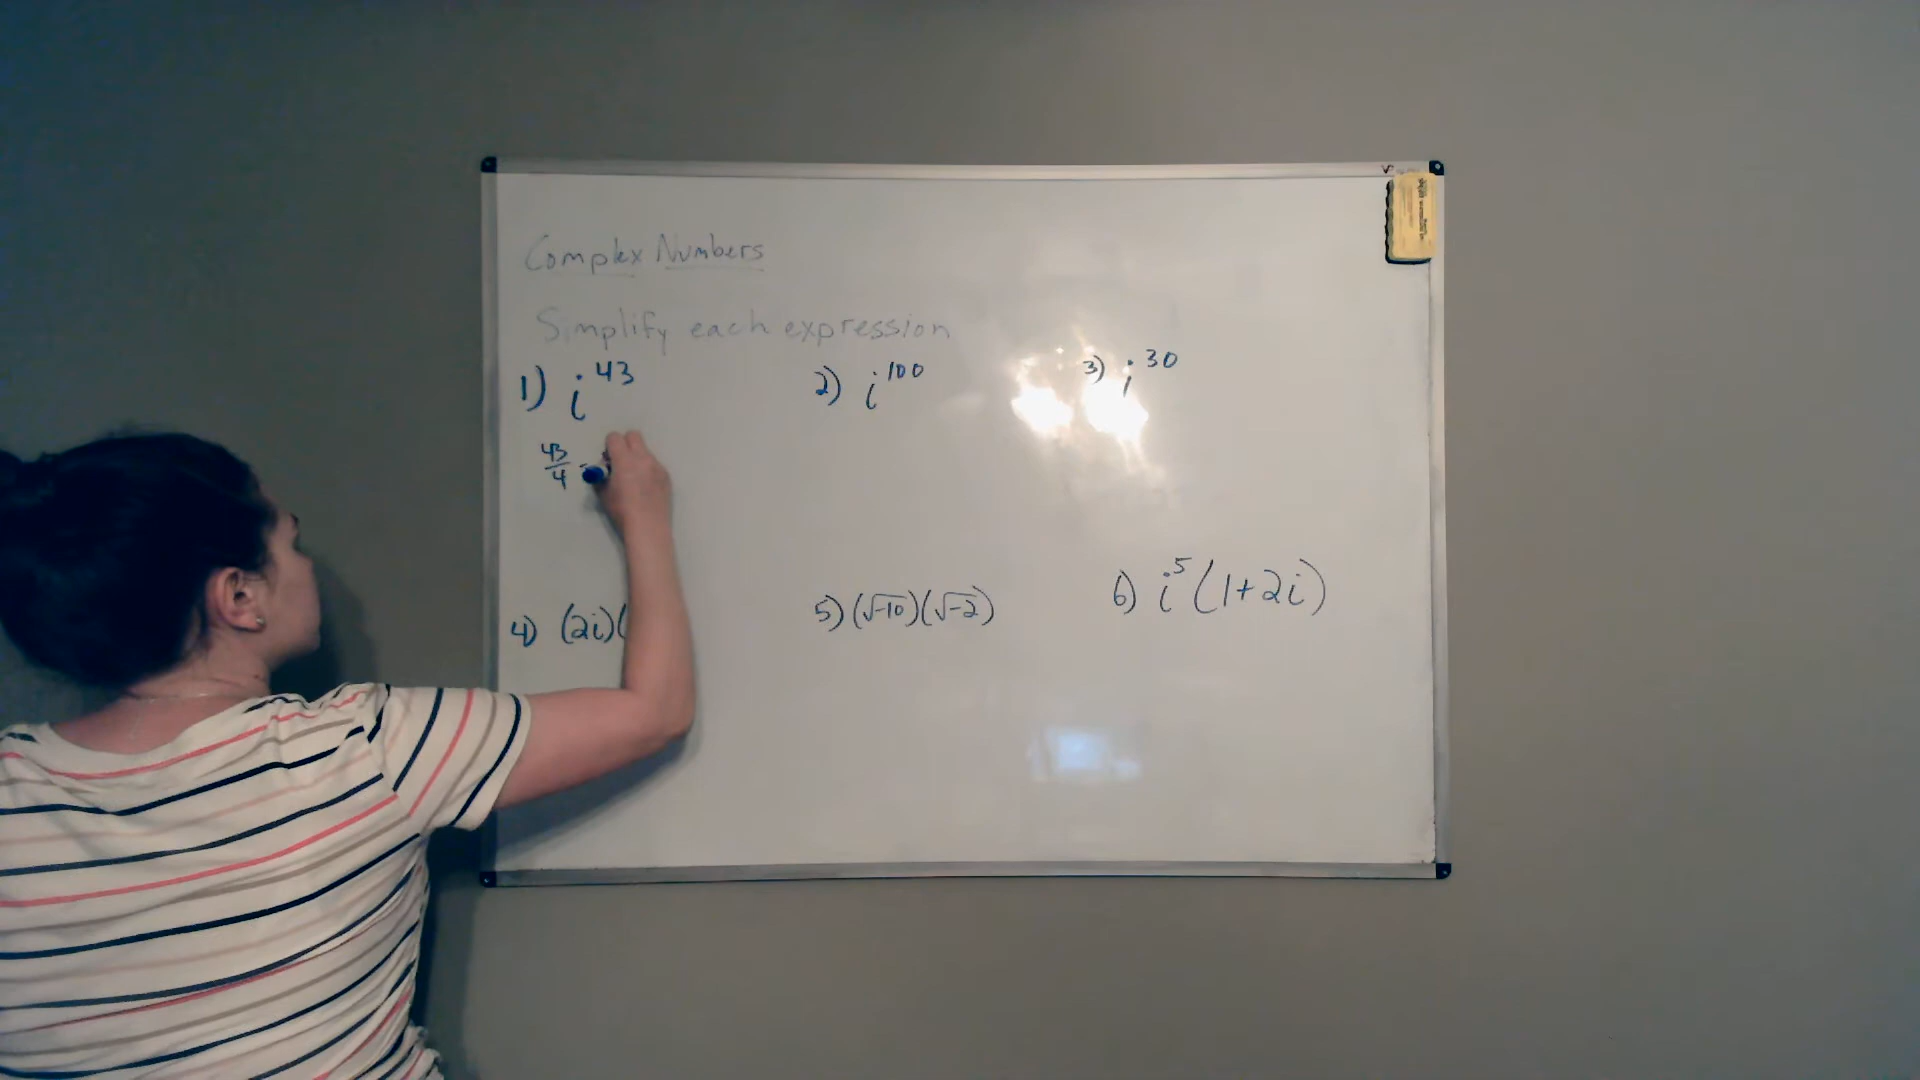 Complex Numbers
Simplify each expression
1) i^43 2) i^100 3) i^30
43/4 =
4) (2i)( 5) (√-10)(√-2) 6) i^5(1+2i)